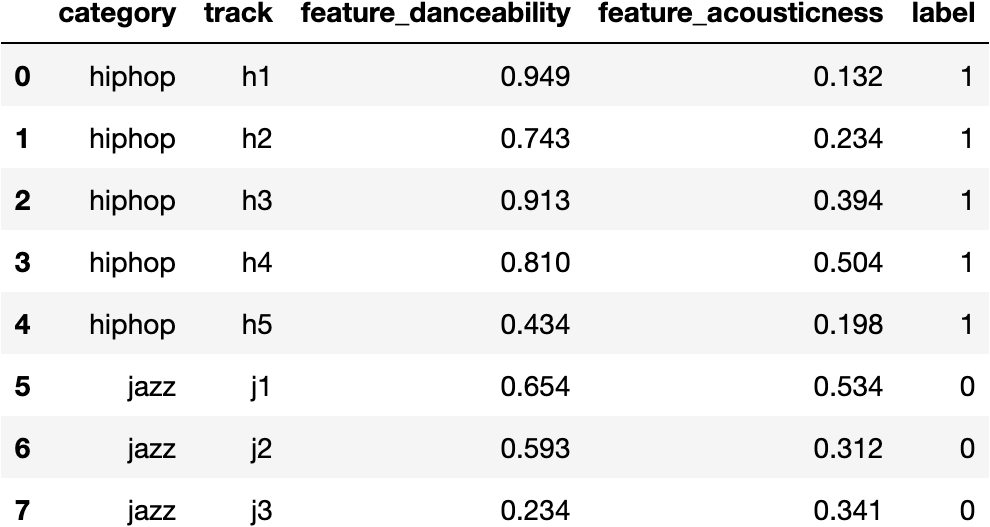 category track feature_danceability feature_acousticness label
0 hiphop h1 0.949 0.132 1
1 hiphop h2 0.743 0.234 1
2 hiphop h3 0.913 0.394 1
3 hiphop h4 0.810 0.504 1
4 hiphop h5 0.434 0.198 1
5 jazz j1 0.654 0.534 0
6 jazz j2 0.593 0.312 0
7 jazz j3 0.234 0.341 0